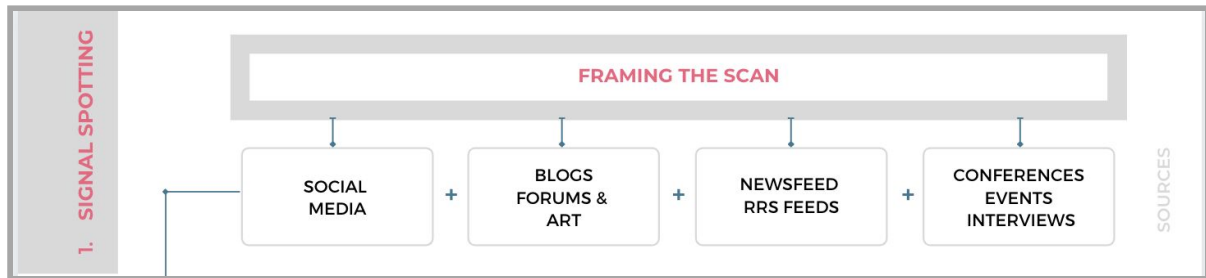 1. SIGNAL SPOTTING
FRAMING THE SCAN
SOCIAL
MEDIA
+
BLOGS
FORUMS &
ART
+
NEWSFEED
RRS FEEDS
+
CONFERENCES
EVENTS
INTERVIEWS
SOURCES